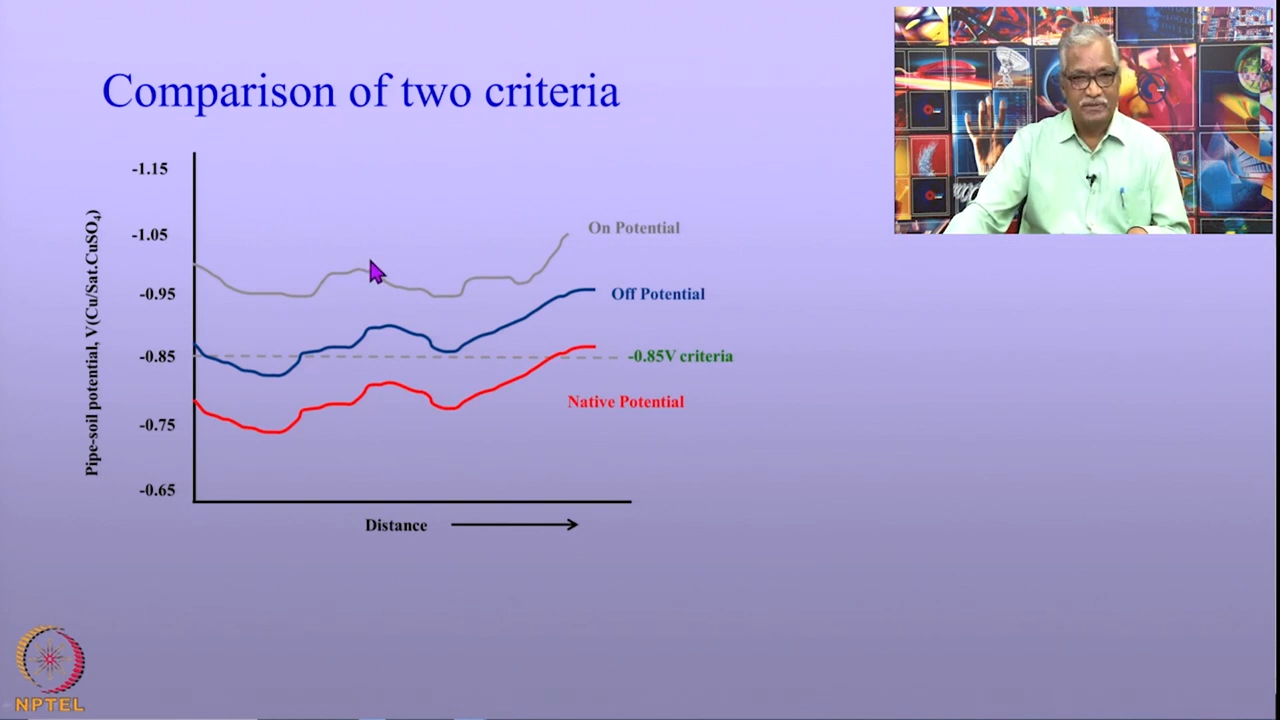 Comparison of two criteria
Pipe-soil potential, V(Cu/Sat.CuSO₄)
-1.15
-1.05
-0.95
-0.85
-0.75
-0.65
On Potential
Off Potential
-0.85V criteria
Native Potential
Distance
NPTEL